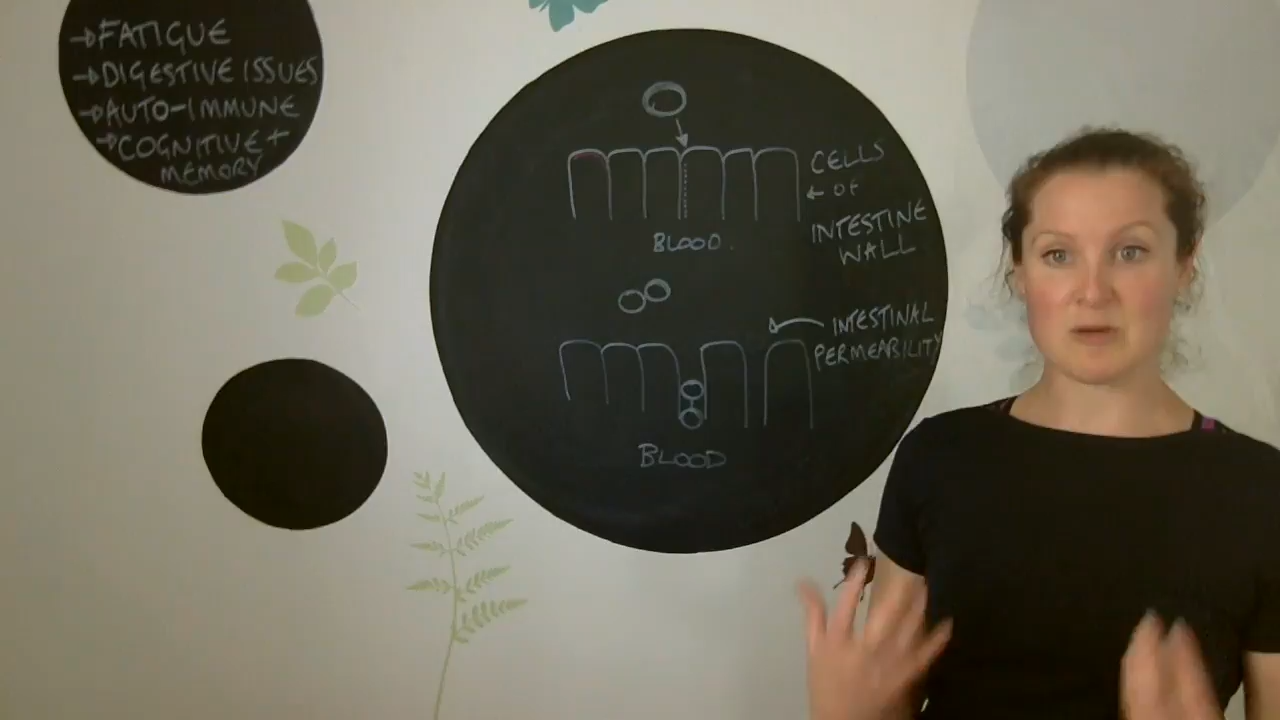 →FATIGUE
→DIGESTIVE ISSUES
→AUTO-IMMUNE
→COGNITIVE +
MEMORY
CELLS
← OF
INTESTINE
WALL
BLOOD.
INTESTINAL
PERMEABILITY
BLOOD